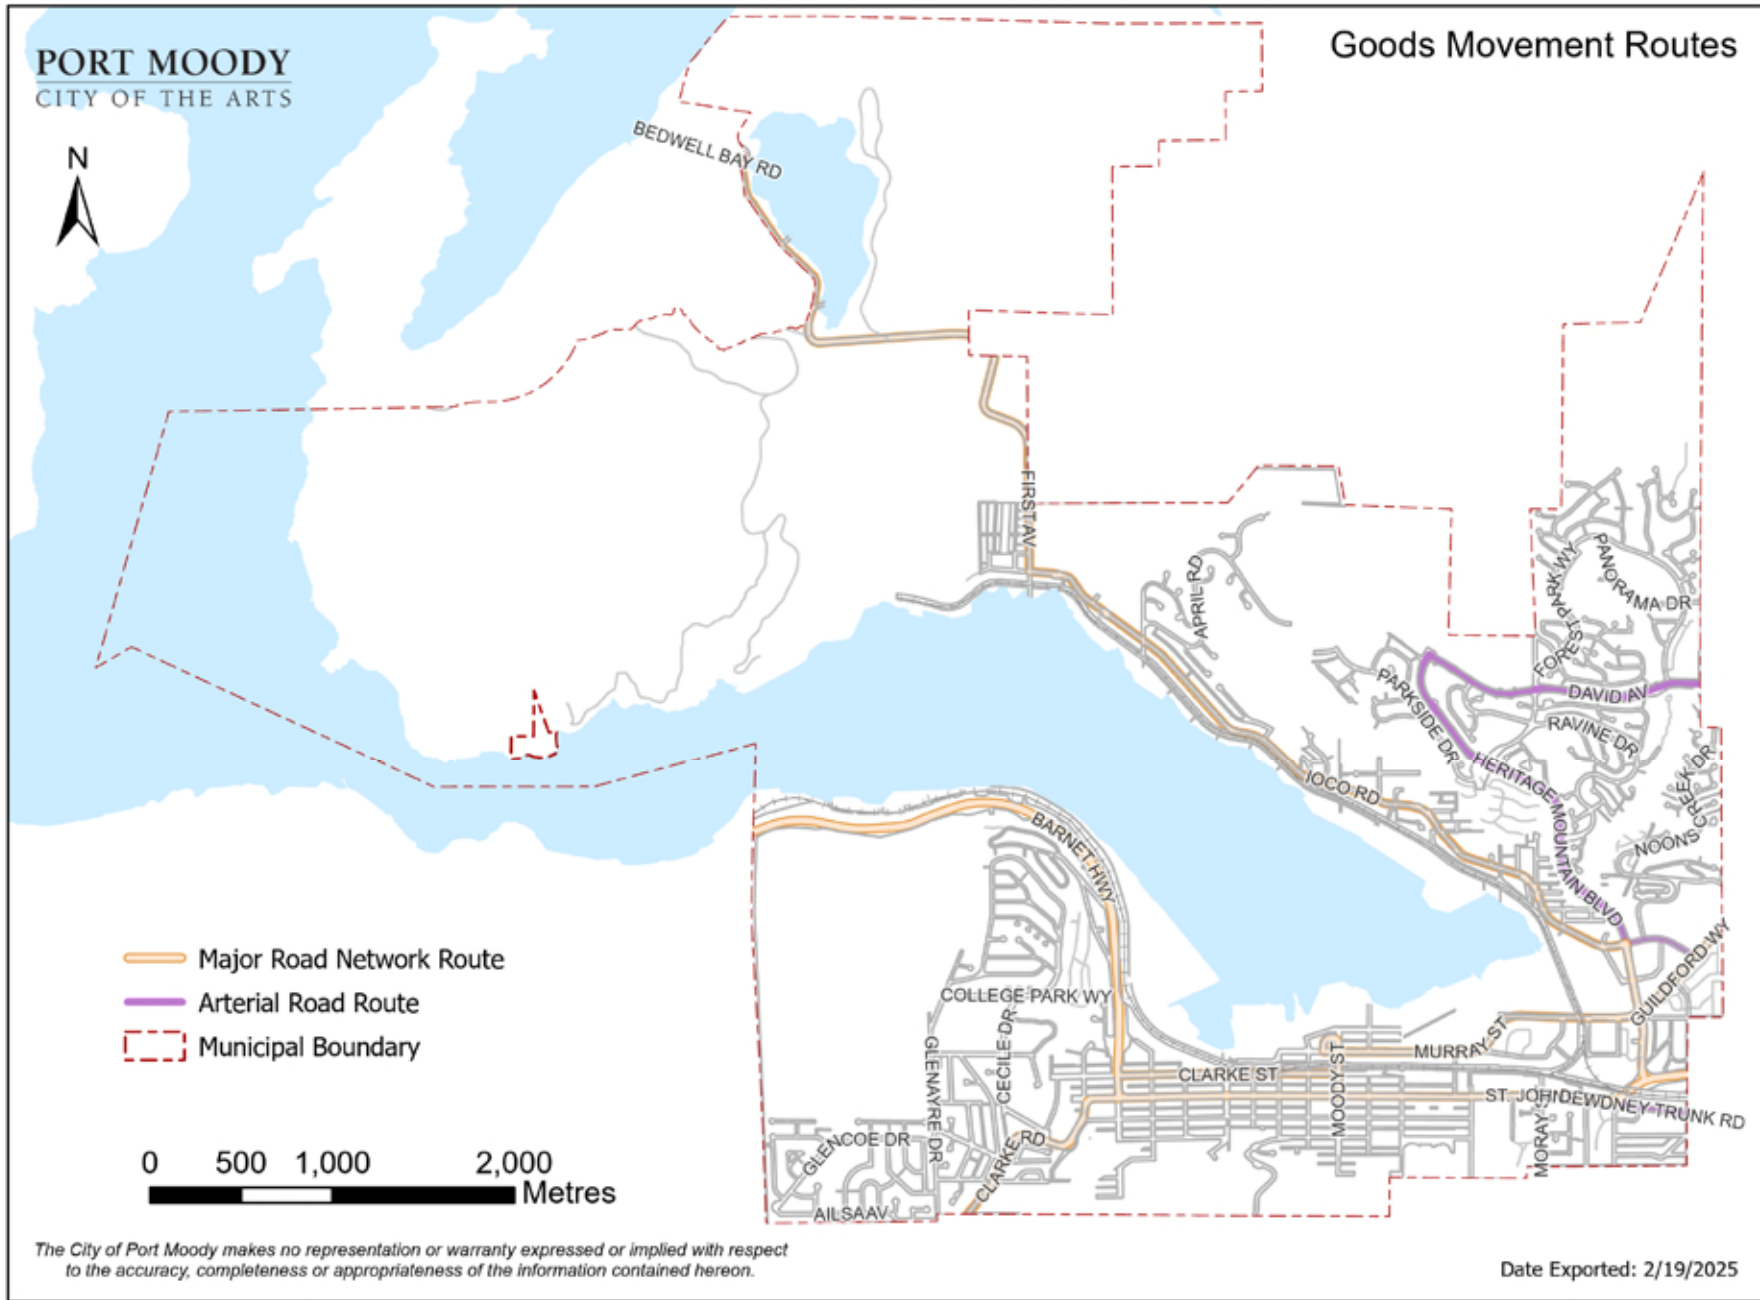 PORT MOODY
CITY OF THE ARTS
Goods Movement Routes
N
BEDWELL BAY RD
FIRST AV
APRIL RD
FOREST PARK WY
PANORAMA DR
DAVID AV
PARKSIDE DR
RAVINE DR
HERITAGE MOUNTAIN BLVD
NOONS CREEK DR
IOCO RD
BARNET HWY
GUILDFORD WY
COLLEGE PARK WY
CECILE DR
GLENAYRE DR
MURRAY ST
CLARKE ST
MOODY ST
ST. JOHN
DEWDNEY TRUNK RD
MORAY S
GLENCOE DR
CLARKE RD
AILSA AV
Major Road Network Route
Arterial Road Route
Municipal Boundary
0 500 1,000 2,000
Metres
The City of Port Moody makes no representation or warranty expressed or implied with respect
to the accuracy, completeness or appropriateness of the information contained hereon.
Date Exported: 2/19/2025